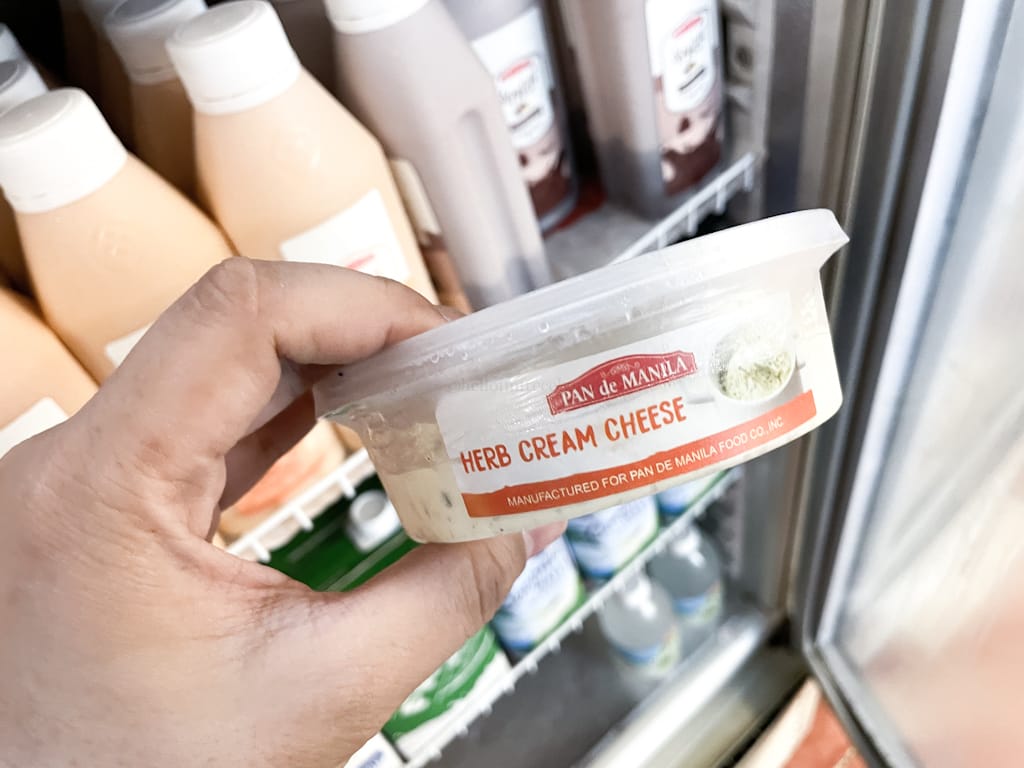 PAN de MANILA
HERB CREAM CHEESE
MANUFACTURED FOR PAN DE MANILA FOOD CO., INC